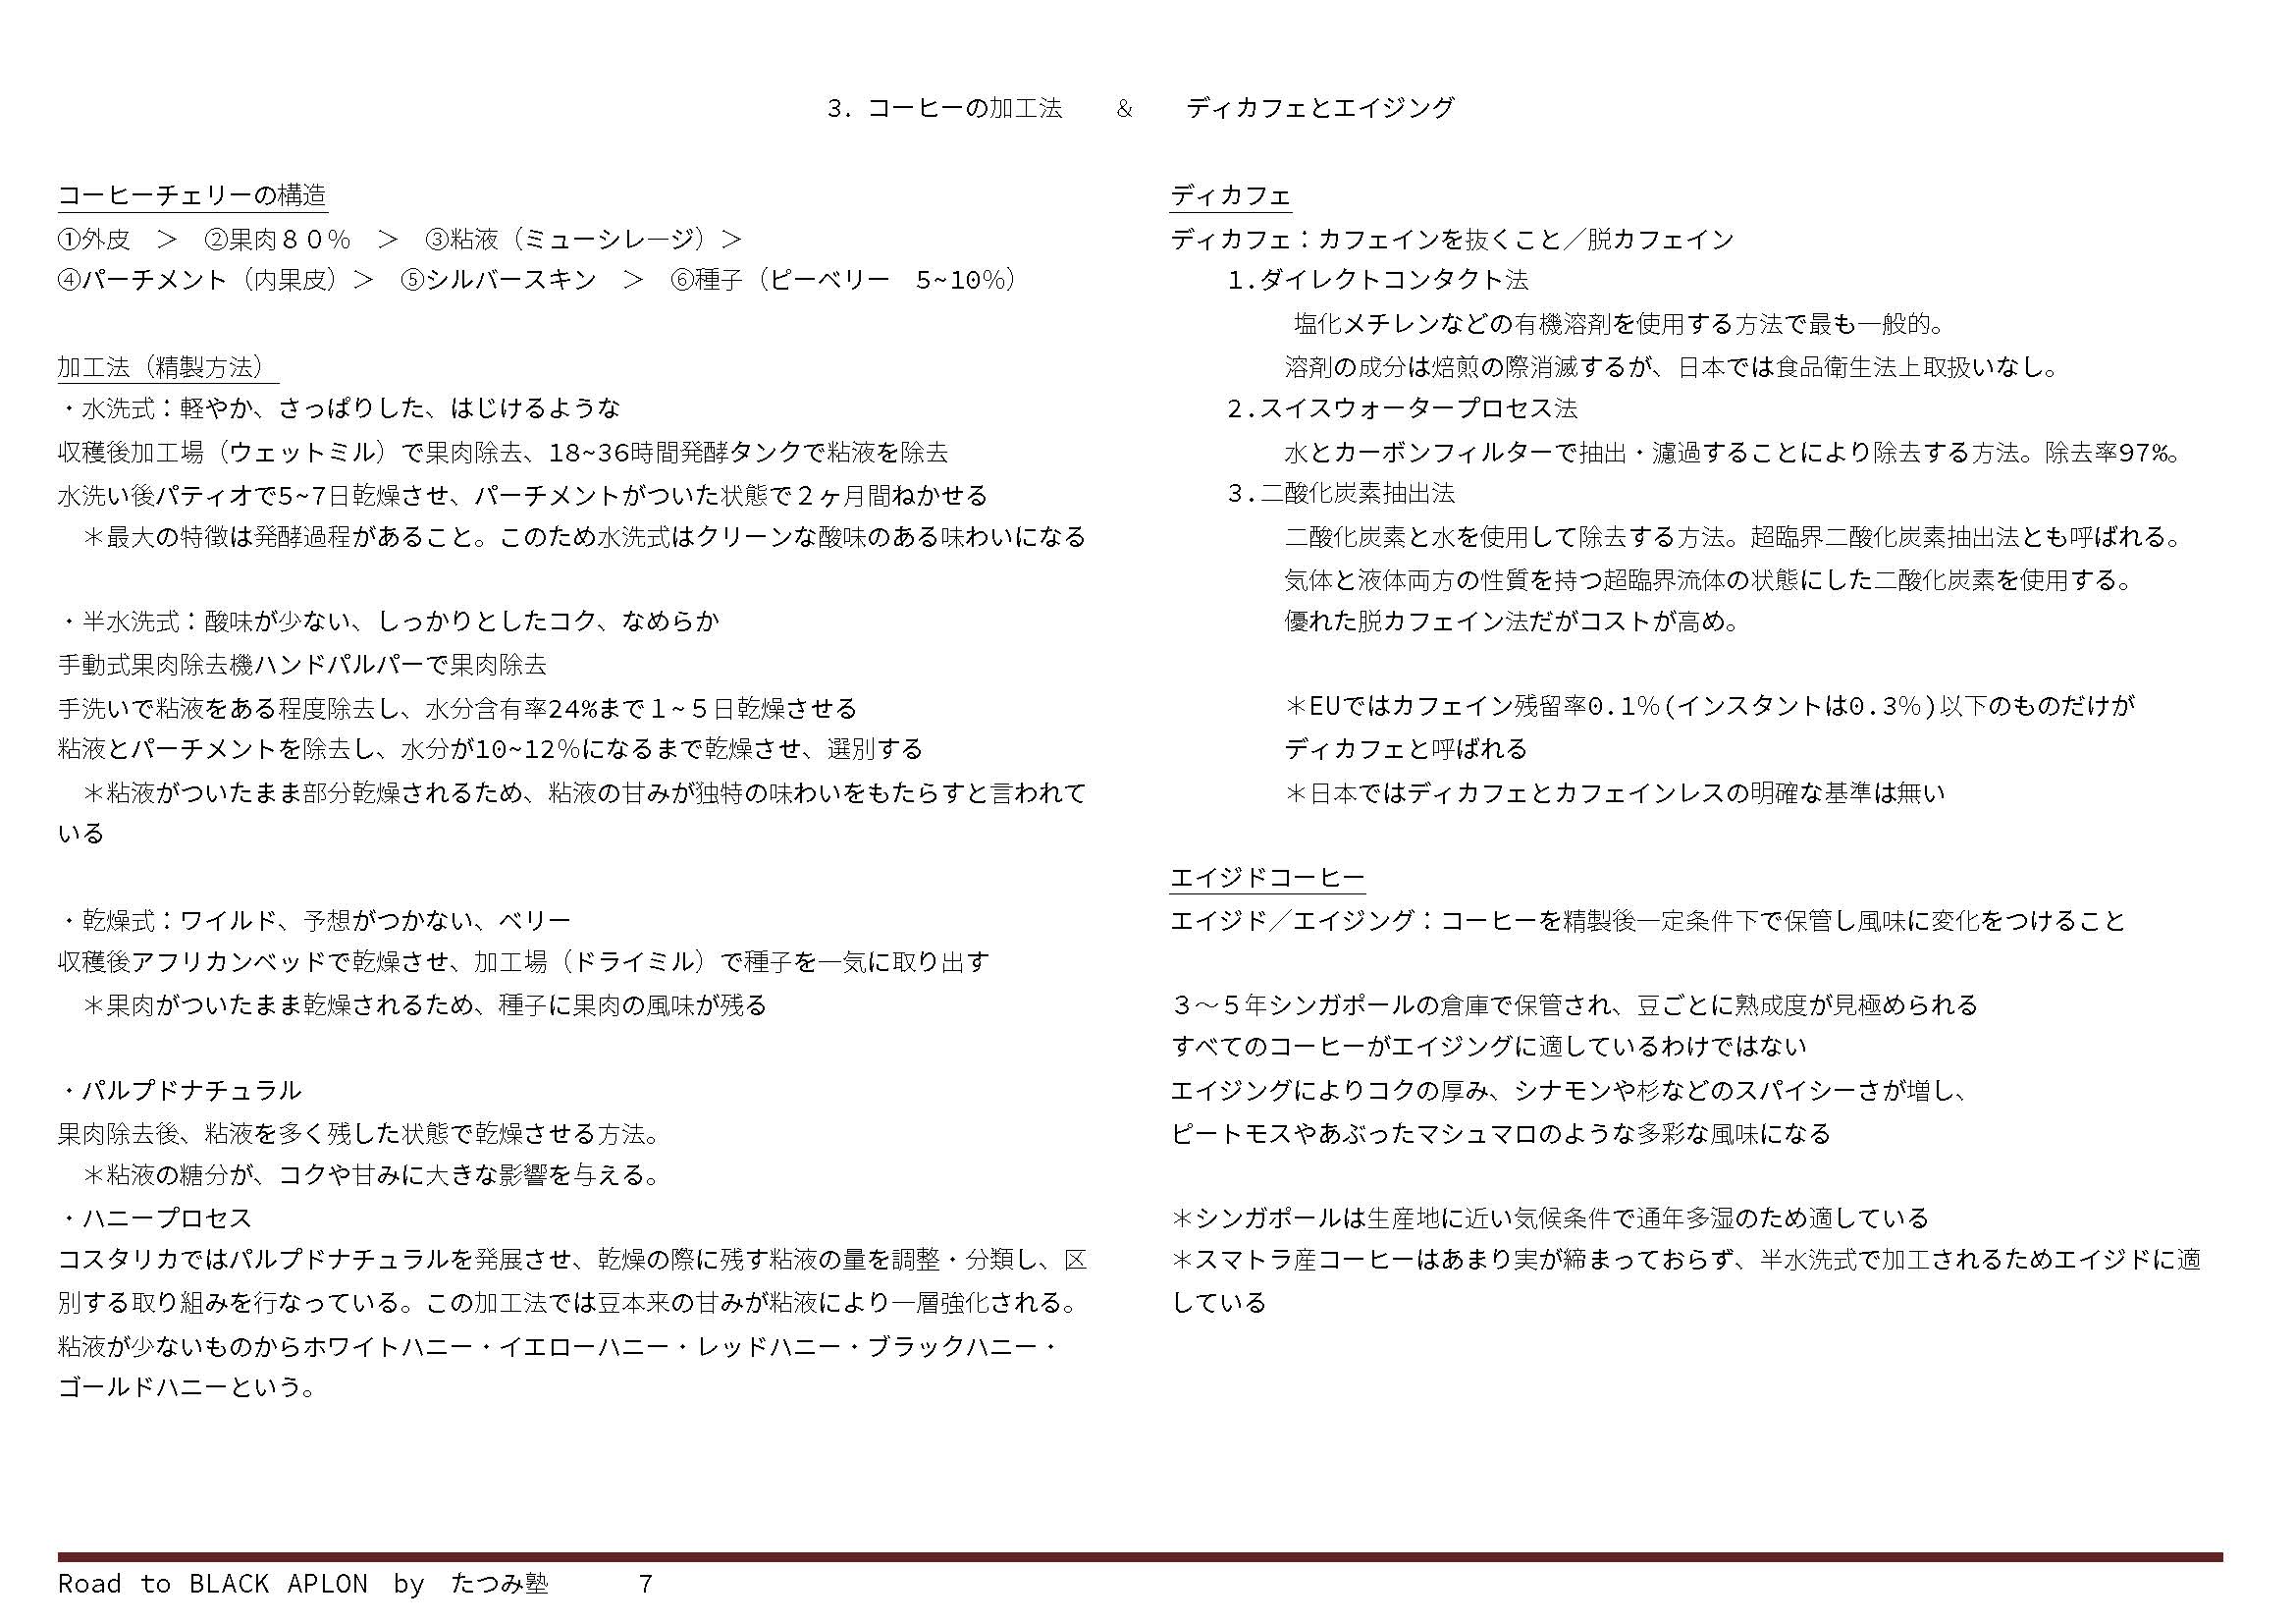 3. コーヒーの加工法　　&　　ディカフェとエイジング
コーヒーチェリーの構造
①外皮　＞　②果肉８０％　＞　③粘液（ミューシレージ）＞
④パーチメント（内果皮）＞　⑤シルバースキン　＞　⑥種子（ピーベリー　5~10％）
加工法（精製方法）
・水洗式：軽やか、さっぱりした、はじけるような
収穫後加工場（ウェットミル）で果肉除去、18~36時間発酵タンクで粘液を除去
水洗い後パティオで5~7日乾燥させ、パーチメントがついた状態で２ヶ月間ねかせる
＊最大の特徴は発酵過程があること。このため水洗式はクリーンな酸味のある味わいになる
・半水洗式：酸味が少ない、しっかりとしたコク、なめらか
手動式果肉除去機ハンドパルパーで果肉除去
手洗いで粘液をある程度除去し、水分含有率24%まで１~５日乾燥させる
粘液とパーチメントを除去し、水分が10~12％になるまで乾燥させ、選別する
＊粘液がついたまま部分乾燥されるため、粘液の甘みが独特の味わいをもたらすと言われて
いる
・乾燥式：ワイルド、予想がつかない、ベリー
収穫後アフリカンベッドで乾燥させ、加工場（ドライミル）で種子を一気に取り出す
＊果肉がついたまま乾燥されるため、種子に果肉の風味が残る
・パルプドナチュラル
果肉除去後、粘液を多く残した状態で乾燥させる方法。
＊粘液の糖分が、コクや甘みに大きな影響を与える。
・ハニープロセス
コスタリカではパルプドナチュラルを発展させ、乾燥の際に残す粘液の量を調整・分類し、区
別する取り組みを行なっている。この加工法では豆本来の甘みが粘液により一層強化される。
粘液が少ないものからホワイトハニー・イエローハニー・レッドハニー・ブラックハニー・
ゴールドハニーという。
ディカフェ
ディカフェ：カフェインを抜くこと／脱カフェイン
1.ダイレクトコンタクト法
塩化メチレンなどの有機溶剤を使用する方法で最も一般的。
溶剤の成分は焙煎の際消滅するが、日本では食品衛生法上取扱いなし。
2.スイスウォータープロセス法
水とカーボンフィルターで抽出・濾過することにより除去する方法。除去率97%。
3.二酸化炭素抽出法
二酸化炭素と水を使用して除去する方法。超臨界二酸化炭素抽出法とも呼ばれる。
気体と液体両方の性質を持つ超臨界流体の状態にした二酸化炭素を使用する。
優れた脱カフェイン法だがコストが高め。
＊EUではカフェイン残留率0.1％(インスタントは0.3％)以下のものだけが
ディカフェと呼ばれる
＊日本ではディカフェとカフェインレスの明確な基準は無い
エイジドコーヒー
エイジド／エイジング：コーヒーを精製後一定条件下で保管し風味に変化をつけること
３〜５年シンガポールの倉庫で保管され、豆ごとに熟成度が見極められる
すべてのコーヒーがエイジングに適しているわけではない
エイジングによりコクの厚み、シナモンや杉などのスパイシーさが増し、
ピートモスやあぶったマシュマロのような多彩な風味になる
＊シンガポールは生産地に近い気候条件で通年多湿のため適している
＊スマトラ産コーヒーはあまり実が締まっておらず、半水洗式で加工されるためエイジドに適
している
Road to BLACK APLON by たつみ塾　　7